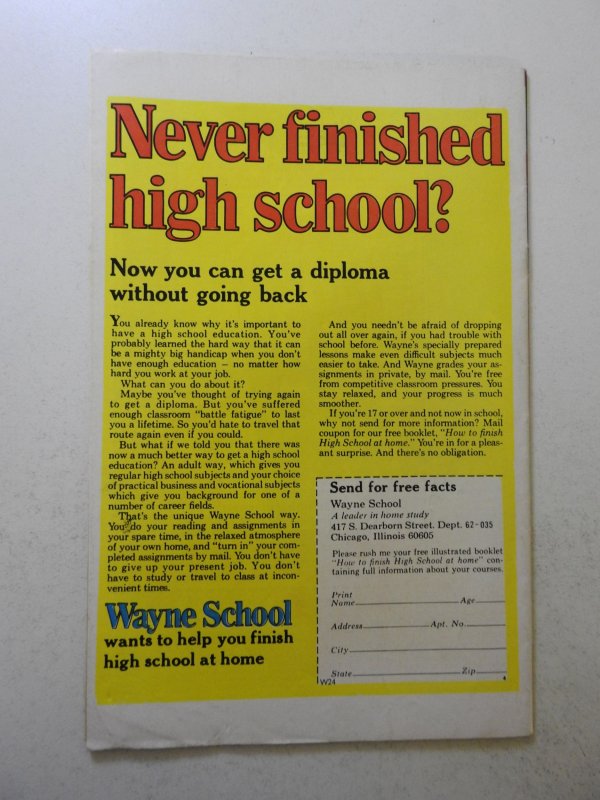 Never finished
high school?
Now you can get a diploma
without going back
You already know why it's important to
have a high school education. You've
probably learned the hard way that it can
be a mighty big handicap when you don't
have enough education – no matter how
hard you work at your job.
What can you do about it?
Maybe you've thought of trying again
to get a diploma. But you've suffered
enough classroom "battle fatigue" to last
you a lifetime. So you'd hate to travel that
route again even if you could.
But what if we told you that there was
now a much better way to get a high school
education? An adult way, which gives you
regular high school subjects and your choice
of practical business and vocational subjects
which give you background for one of a
number of career fields.
That's the unique Wayne School way.
You do your reading and assignments in
your spare time, in the relaxed atmosphere
of your own home, and "turn in" your com-
pleted assignments by mail. You don't have
to give up your present job. You don't
have to study or travel to class at incon-
venient times.
Wayne School
wants to help you finish
high school at home
And you needn't be afraid of dropping
out all over again, if you had trouble with
school before. Wayne's specially prepared
lessons make even difficult subjects much
easier to take. And Wayne grades your as-
signments in private, by mail. You're free
from competitive classroom pressures. You
stay relaxed, and your progress is much
smoother.
If you're 17 or over and not now in school,
why not send for more information? Mail
coupon for our free booklet, "How to finish
High School at home." You're in for a pleas-
ant surprise. And there's no obligation.
Send for free facts
Wayne School
A leader in home study
417 S. Dearborn Street. Dept. 62-035
Chicago, Illinois 60605
Please rush me your free illustrated booklet
"How to finish High School at home" con-
taining full information about your courses.
Print
Name Age
Address Apt. No.
City
State Zip
W24 4